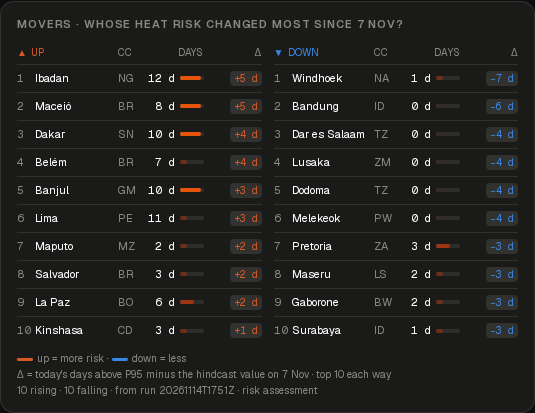 MOVERS · WHOSE HEAT RISK CHANGED MOST SINCE 7 NOV?
▲ UP CC DAYS Δ
1 Ibadan NG 12 d +5 d
2 Maceió BR 8 d +5 d
3 Dakar SN 10 d +4 d
4 Belém BR 7 d +4 d
5 Banjul GM 10 d +3 d
6 Lima PE 11 d +3 d
7 Maputo MZ 2 d +2 d
8 Salvador BR 3 d +2 d
9 La Paz BO 6 d +2 d
10 Kinshasa CD 3 d +1 d
▼ DOWN CC DAYS Δ
1 Windhoek NA 1 d −7 d
2 Bandung ID 0 d −6 d
3 Dar es Salaam TZ 0 d −4 d
4 Lusaka ZM 0 d −4 d
5 Dodoma TZ 0 d −4 d
6 Melekeok PW 0 d −4 d
7 Pretoria ZA 3 d −3 d
8 Maseru LS 2 d −3 d
9 Gaborone BW 2 d −3 d
10 Surabaya ID 1 d −3 d
up = more risk · down = less
Δ = today's days above P95 minus the hindcast value on 7 Nov · top 10 each way
10 rising · 10 falling · from run 20261114T1751Z · risk assessment